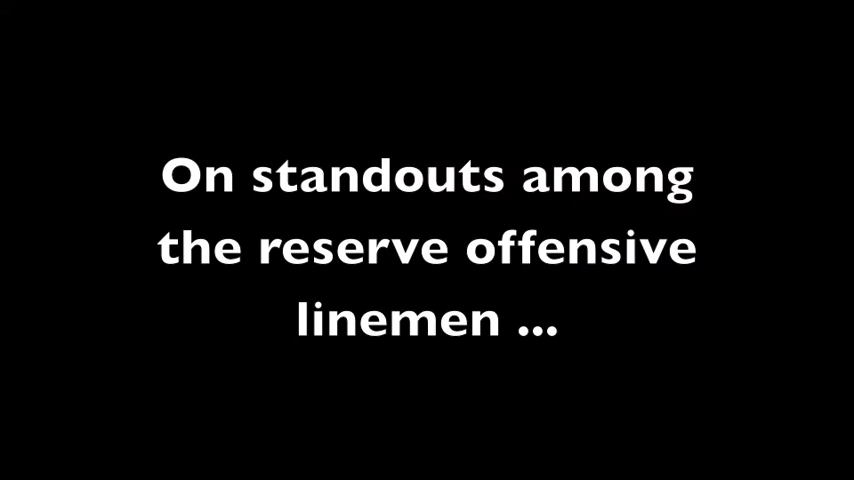 On standouts among
the reserve offensive
linemen ...